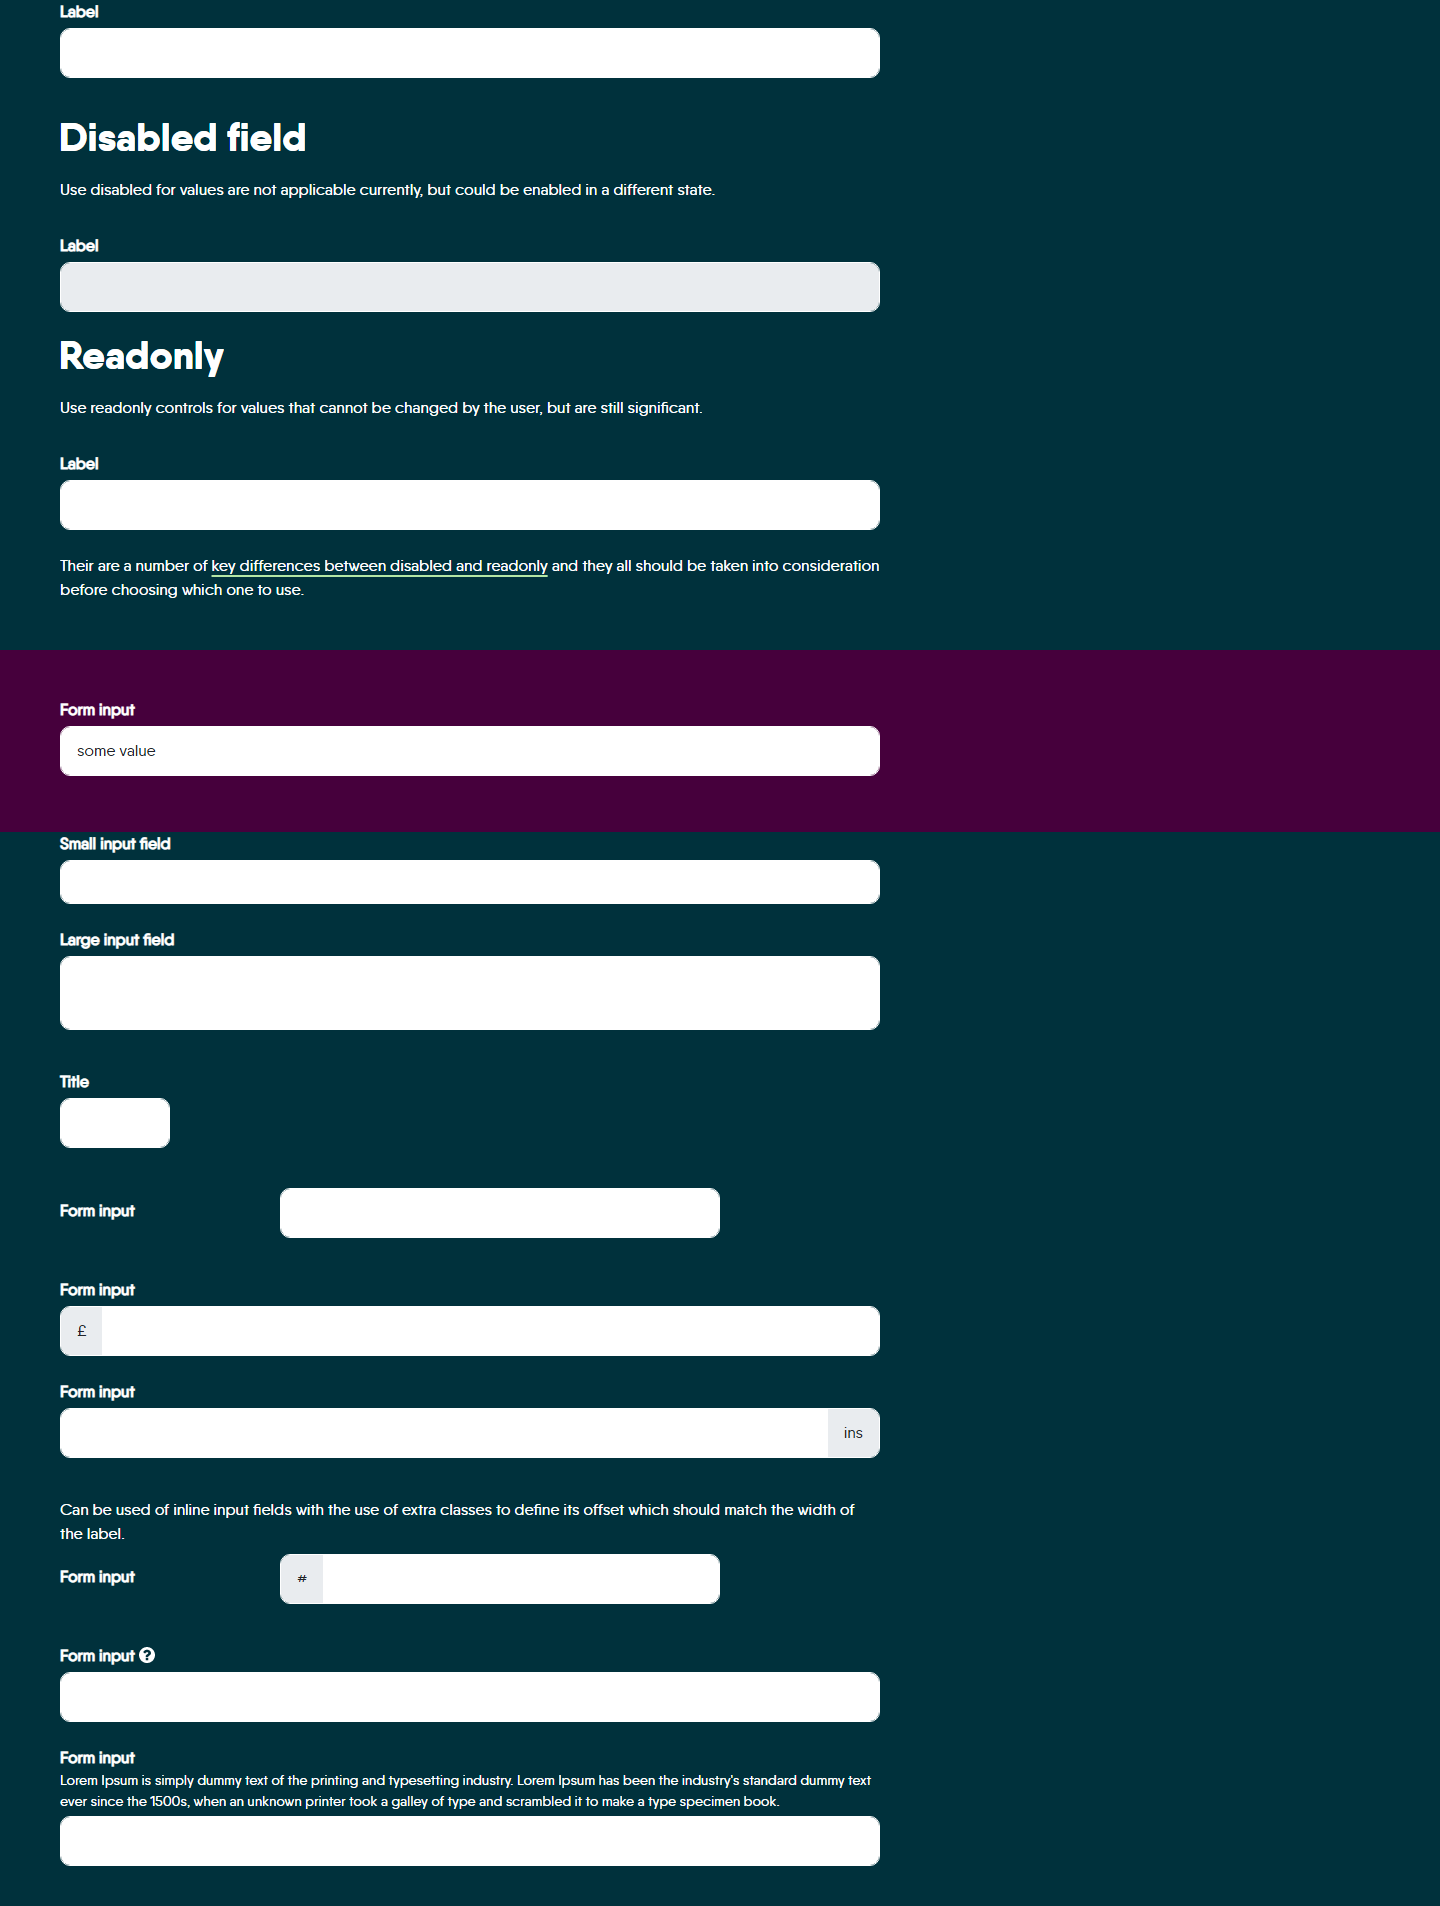 Label
Disabled field
Use disabled for values are not applicable currently, but could be enabled in a different state.
Label
Readonly
Use readonly controls for values that cannot be changed by the user, but are still significant.
Label
Their are a number of key differences between disabled and readonly and they all should be taken into consideration
before choosing which one to use.
Form input
some value
Small input field
Large input field
Title
Form input
Form input
£
Form input
ins
Can be used of inline input fields with the use of extra classes to define its offset which should match the width of
the label.
Form input
#
Form input ?
Form input
Lorem Ipsum is simply dummy text of the printing and typesetting industry. Lorem Ipsum has been the industry's standard dummy text
ever since the 1500s, when an unknown printer took a galley of type and scrambled it to make a type specimen book.